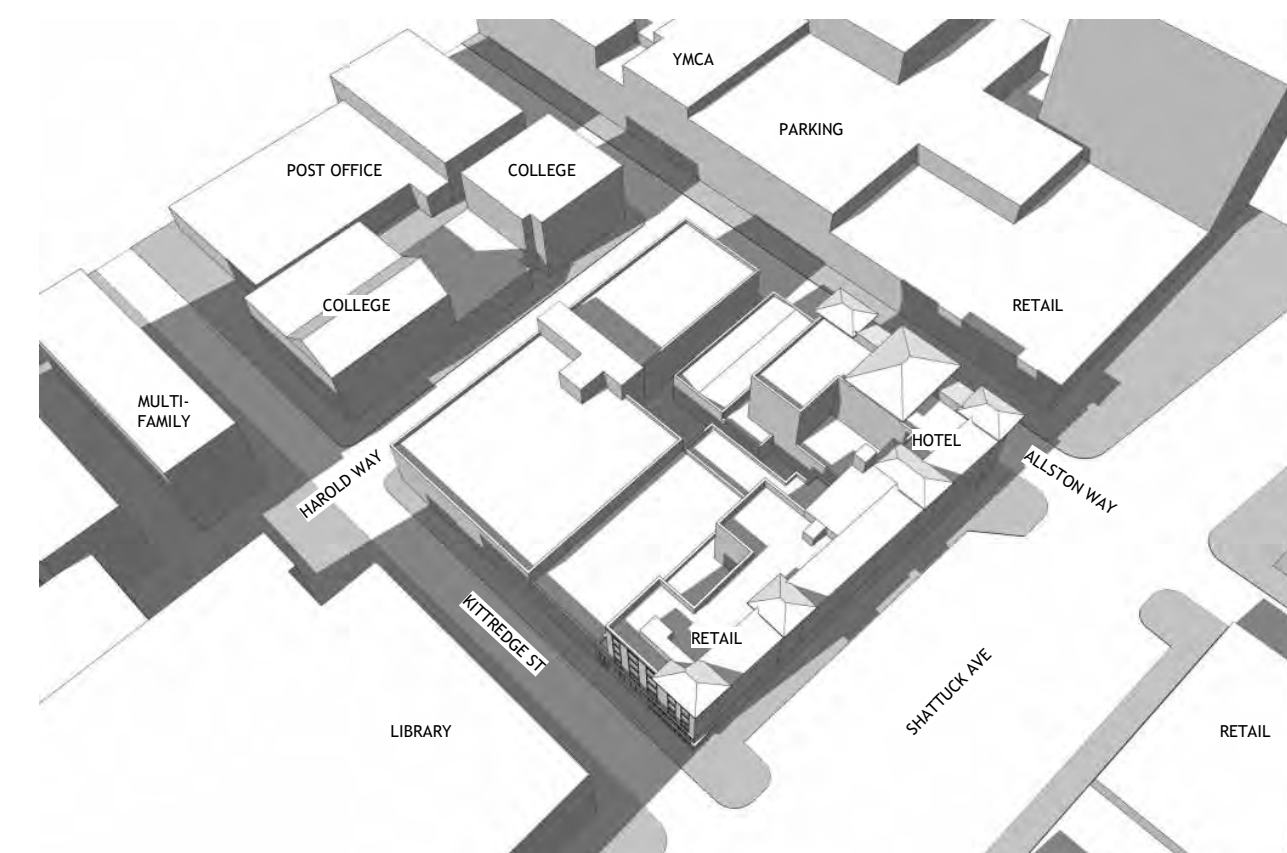 YMCA
PARKING
POST OFFICE
COLLEGE
COLLEGE
RETAIL
MULTI-
FAMILY
HOTEL
HAROLD WAY
ALLSTON WAY
KITTREDGE ST
RETAIL
SHATTUCK AVE
LIBRARY
RETAIL